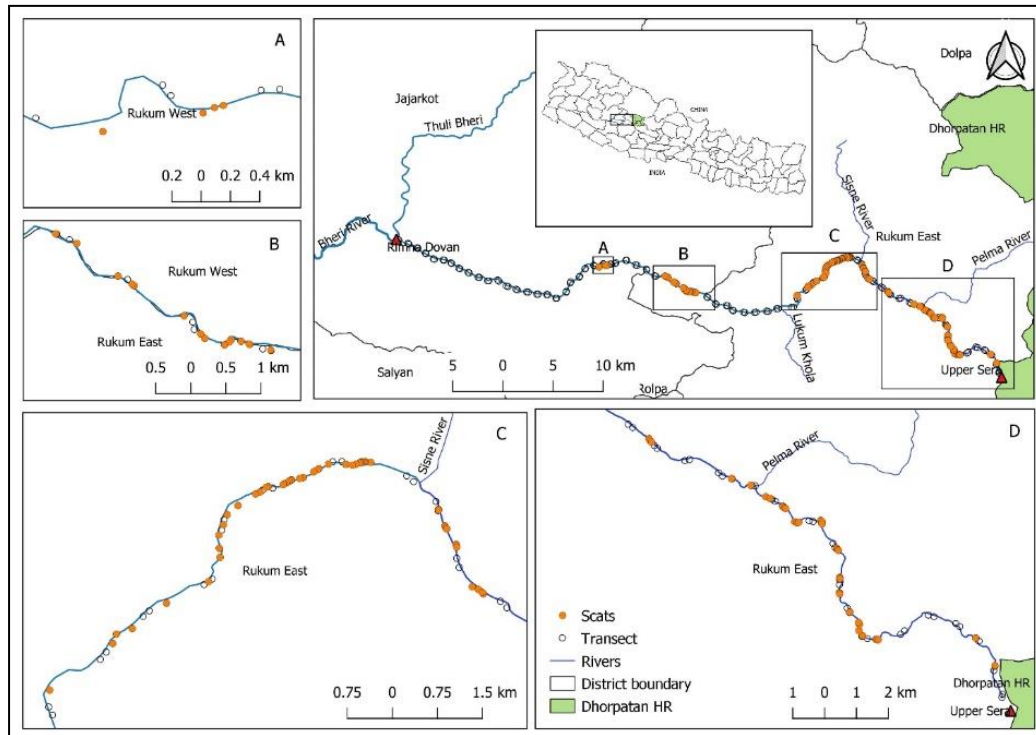 A
Rukum West
0.2 0 0.2 0.4 km
B
Rukum West
Rukum East
0.5 0 0.5 1 km
Dolpa
Jajarkot
Thuli Bheri
CHINA
INDIA
Dhorpatan HR
Bheri River
Rimna Dovan
Sisne River
Rukum East
Pelma River
A
B
C
D
Lukum Khola
Upper Sera
Salyan
5 0 5 10 km
Rolpa
C
Sisne River
Rukum East
0.75 0 0.75 1.5 km
D
Pelma River
Rukum East
Scats
Transect
Rivers
District boundary
Dhorpatan HR
1 0 1 2 km
Dhorpatan HR
Upper Sera